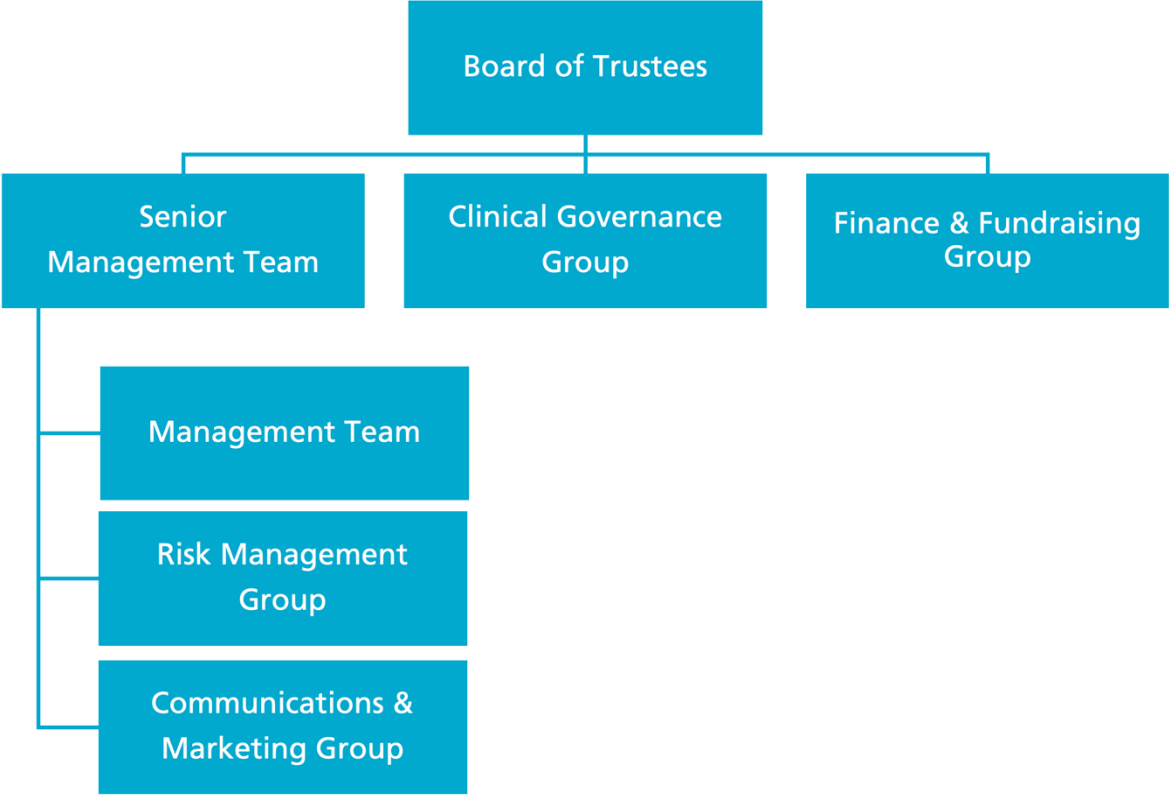 Board of Trustees
Senior
Management Team
Clinical Governance
Group
Finance & Fundraising
Group
Management Team
Risk Management
Group
Communications &
Marketing Group